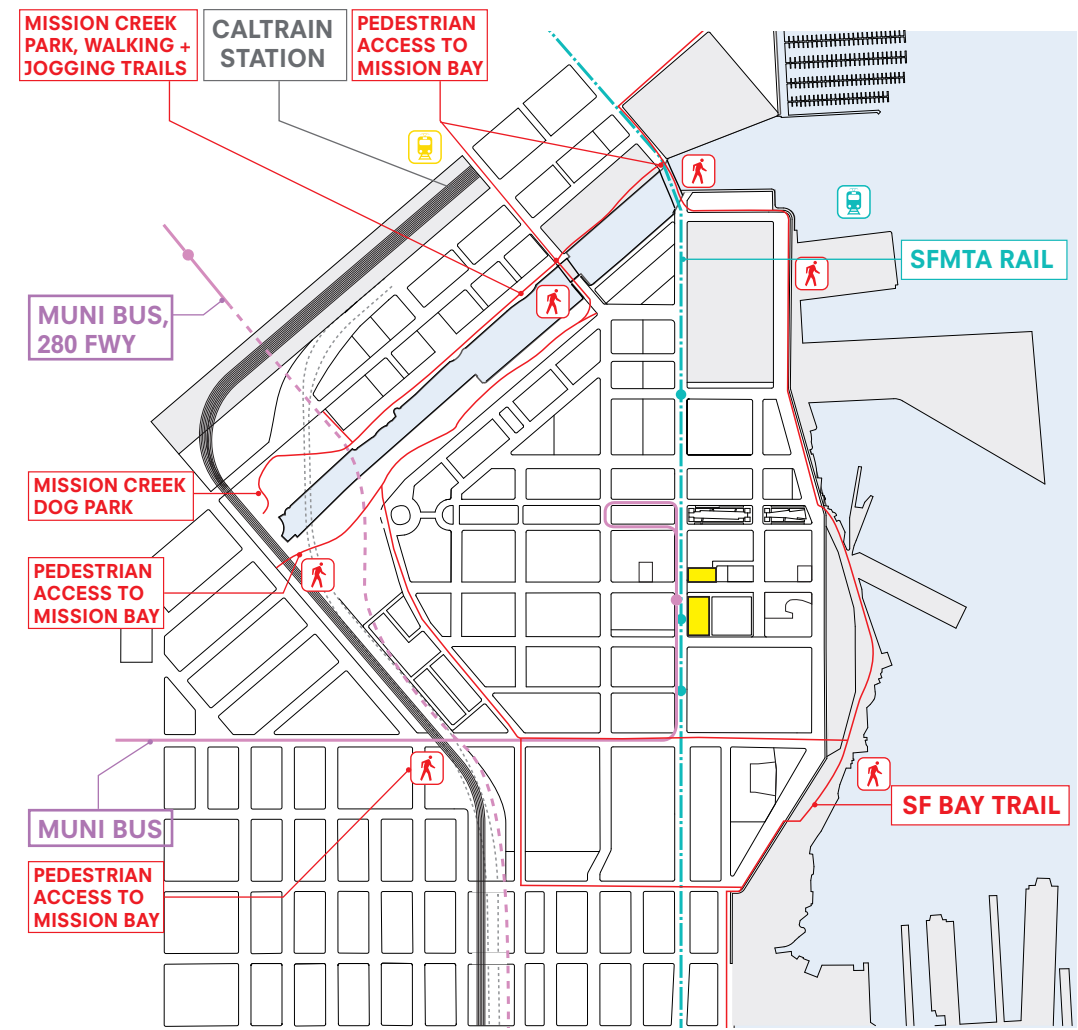 MISSION CREEK
PARK, WALKING +
JOGGING TRAILS
CALTRAIN
STATION
PEDESTRIAN
ACCESS TO
MISSION BAY
SFMTA RAIL
MUNI BUS,
280 FWY
MISSION CREEK
DOG PARK
PEDESTRIAN
ACCESS TO
MISSION BAY
SF BAY TRAIL
MUNI BUS
PEDESTRIAN
ACCESS TO
MISSION BAY